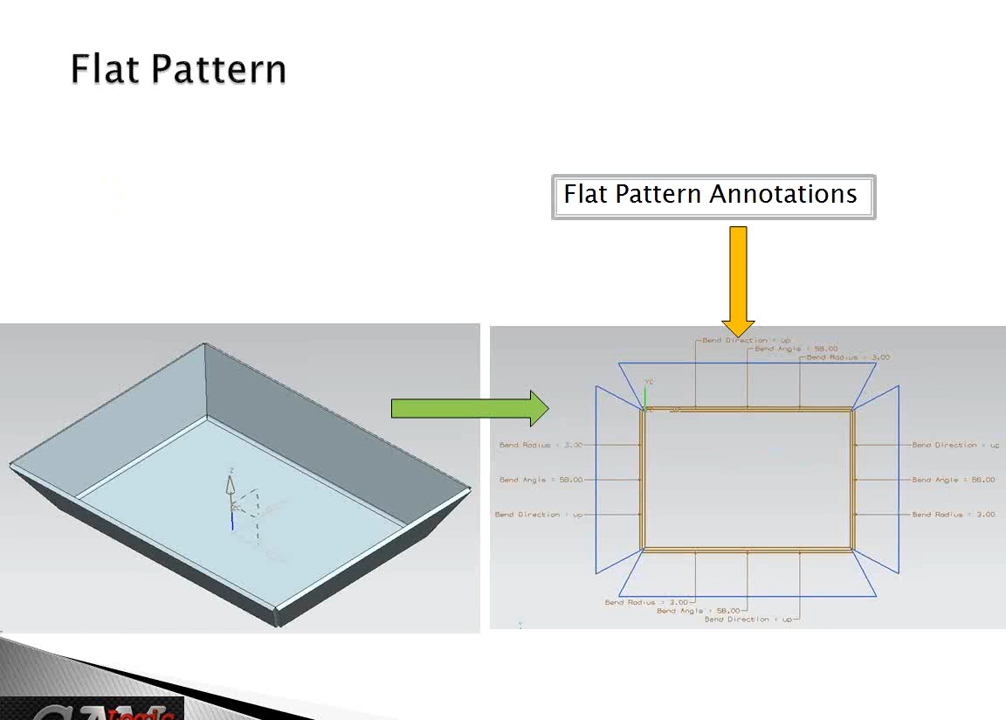 Flat Pattern
Flat Pattern Annotations
Bend Direction = up
Bend Angle = 58.00
Bend Radius = 3.00
YC
Bend Radius = 3.00
Bend Direction = up
Bend Angle = 58.00
Bend Angle = 58.00
Bend Direction = up
Bend Radius = 3.00
Bend Radius = 3.00
Bend Angle = 58.00
Bend Direction = up
Z
CAMLogic